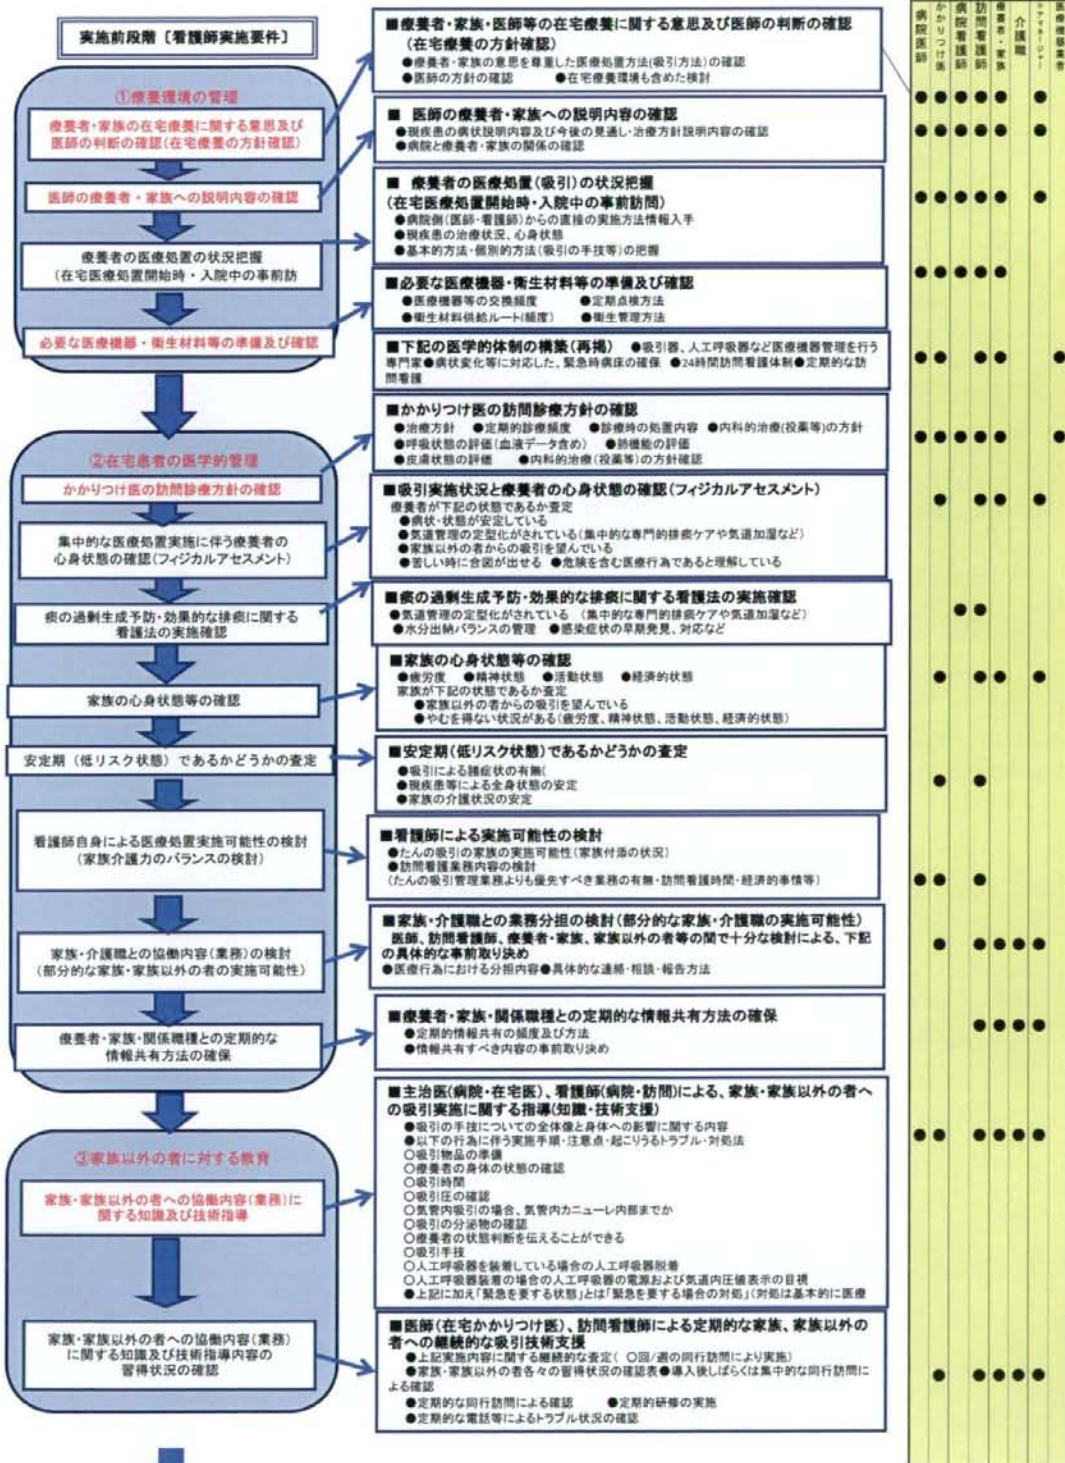 実施前段階〔看護師実施要件〕
①療養環境の管理
療養者・家族の在宅療養に関する意思及び
医師の判断の確認(在宅療養の方針確認)
医師の療養者・家族への説明内容の確認
療養者の医療処置の状況把握
(在宅医療処置開始時・入院中の事前訪
必要な医療機器・衛生材料等の準備及び確認
②在宅患者の医学的管理
かかりつけ医の訪問診療方針の確認
集中的な医療処置実施に伴う療養者の
心身状態の確認(フィジカルアセスメント)
痰の過剰生成予防・効果的な排痰に関する
看護法の実施確認
家族の心身状態等の確認
安定期（低リスク状態）であるかどうかの査定
看護師自身による医療処置実施可能性の検討
(家族介護力のバランスの検討)
家族・介護職との協働内容(業務)の検討
(部分的な家族・家族以外の者の実施可能性)
療養者・家族・関係職種との定期的な
情報共有方法の確保
③家族以外の者に対する教育
家族・家族以外の者への協働内容(業務)に
関する知識及び技術指導
家族・家族以外の者への協働内容(業務)
に関する知識及び技術指導内容の
習得状況の確認
■療養者・家族・医師等の在宅療養に関する意思及び医師の判断の確認
(在宅療養の方針確認)
●療養者・家族の意思を尊重した医療処置方法(吸引方法)の確認
●医師の方針の確認　●在宅療養環境も含めた検討
■ 医師の療養者・家族への説明内容の確認
●現疾患の病状説明内容及び今後の見通し・治療方針説明内容の確認
●病院と療養者・家族の関係の確認
■ 療養者の医療処置(吸引)の状況把握
(在宅医療処置開始時・入院中の事前訪問)
●病院側(医師・看護師)からの直接の実施方法情報入手
●現疾患の治療状況、心身状態
●基本的方法・個別的方法(吸引の手技等)の把握
■必要な医療機器・衛生材料等の準備及び確認
●医療機器等の交換頻度　●定期点検方法
●衛生材料供給ルート(頻度)　●衛生管理方法
■下記の医学的体制の構築(再掲)　●吸引器、人工呼吸器など医療機器管理を行う
専門家●病状変化等に対応した、緊急時病床の確保　●24時間訪問看護体制●定期的な訪
問看護
■かかりつけ医の訪問診療方針の確認
●治療方針　●定期的診療頻度　●診療時の処置内容　●内科的治療(投薬等)の方針
●呼吸状態の評価(血液データ含め)　●肺機能の評価
●皮膚状態の評価　●内科的治療（投薬等）の方針確認
■吸引実施状況と療養者の心身状態の確認(フィジカルアセスメント)
療養者が下記の状態であるか査定
●病状・状態が安定している
●気道管理の定型化がされている(集中的な専門的排痰ケアや気道加湿など)
●家族以外の者からの吸引を望んでいる
●苦しい時に合図が出せる　●危険を含む医療行為であると理解している
■痰の過剰生成予防・効果的な排痰に関する看護法の実施確認
●気道管理の定型化がされている　(集中的な専門的排痰ケアや気道加湿など)
●水分出納バランスの管理　●感染症状の早期発見、対応など
■家族の心身状態等の確認
●疲労度　●精神状態　●活動状態　●経済的状態
家族が下記の状態であるか査定
●家族以外の者からの吸引を望んでいる
●やむを得ない状況がある(疲労度、精神状態、活動状態、経済的状態)
■安定期(低リスク状態)であるかどうかの査定
●吸引による諸症状の有無(
●現疾患等による全身状態の安定
●家族の介護状況の安定
■看護師による実施可能性の検討
●たんの吸引の家族の実施可能性(家族付添の状況)
●訪問看護業務内容の検討
(たんの吸引管理業務よりも優先すべき業務の有無・訪問看護時間・経済的事情等)
■家族・介護職との業務分担の検討(部分的な家族・介護職の実施可能性)
医師、訪問看護師、療養者・家族、家族以外の者等の間で十分な検討による、下記
の具体的な事前取り決め
●医療行為における分担内容●具体的な連絡・相談・報告方法
■療養者・家族・関係職種との定期的な情報共有方法の確保
●定期的情報共有の頻度及び方法
●情報共有すべき内容の事前取り決め
■主治医(病院・在宅医)、看護師(病院・訪問)による、家族・家族以外の者へ
の吸引実施に関する指導(知識・技術支援)
●吸引の手技についての全体像と身体への影響に関する内容
●以下の行為に伴う実施手順・注意点・起こりうるトラブル・対処法
○吸引物品の準備
○療養者の身体の状態の確認
○吸引時間
○吸引圧の確認
○気管内吸引の場合、気管内カニューレ内部までか
○吸引の分泌物の確認
○療養者の状態判断を伝えることができる
○吸引手技
○人工呼吸器を装着している場合の人工呼吸器脱着
○人工呼吸器装着の場合の人工呼吸器の電源および気道内圧値表示の目視
●上記に加え「緊急を要する状態」とは「緊急を要する場合の対処」(対処は基本的に医療
■医師(在宅かかりつけ医)、訪問看護師による定期的な家族、家族以外の
者への継続的な吸引技術支援
●上記実施内容に関する継続的な査定( 〇回/週の同行訪問により実施)
●家族・家族以外の者各々の習得状況の確認表●導入後しばらくは集中的な同行訪問に
よる確認
●定期的な同行訪問による確認　●定期的研修の実施
●定期的な電話等によるトラブル状況の確認
病院医師
かかりつけ医
病院看護師
訪問看護師
療養者・家族
介護職
ケアマネージャー
医療機器業者